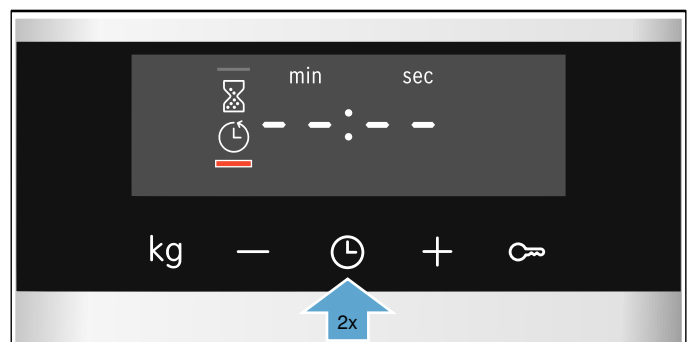 min sec
--:--
kg − +
2x